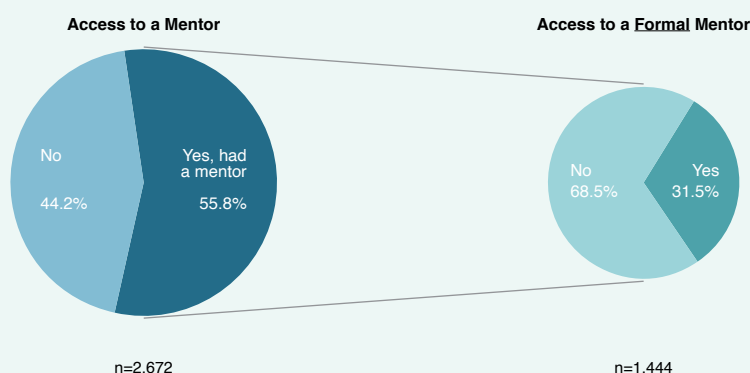 Access to a Mentor
Access to a Formal Mentor
No
44.2%
Yes, had
a mentor
55.8%
No
68.5%
Yes
31.5%
n=2,672
n=1,444